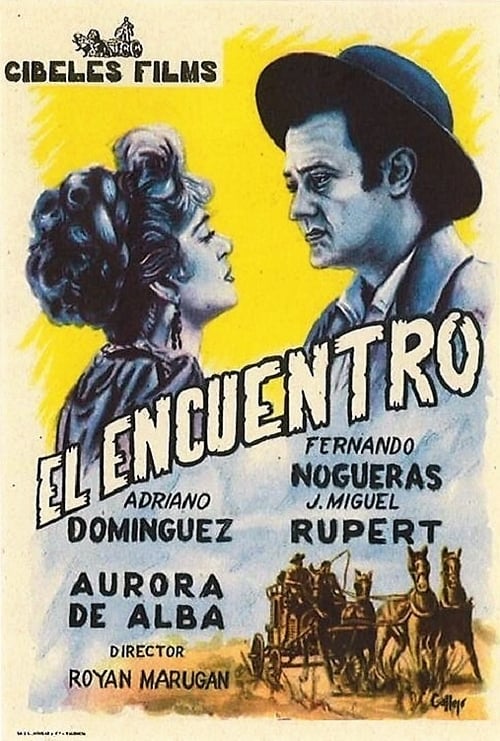 CIBELES FILMS
EL ENCUENTRO
FERNANDO
NOGUERAS
ADRIANO
DOMINGUEZ
J. MIGUEL
RUPERT
AURORA
DE ALBA
DIRECTOR
ROYAN MARUGAN